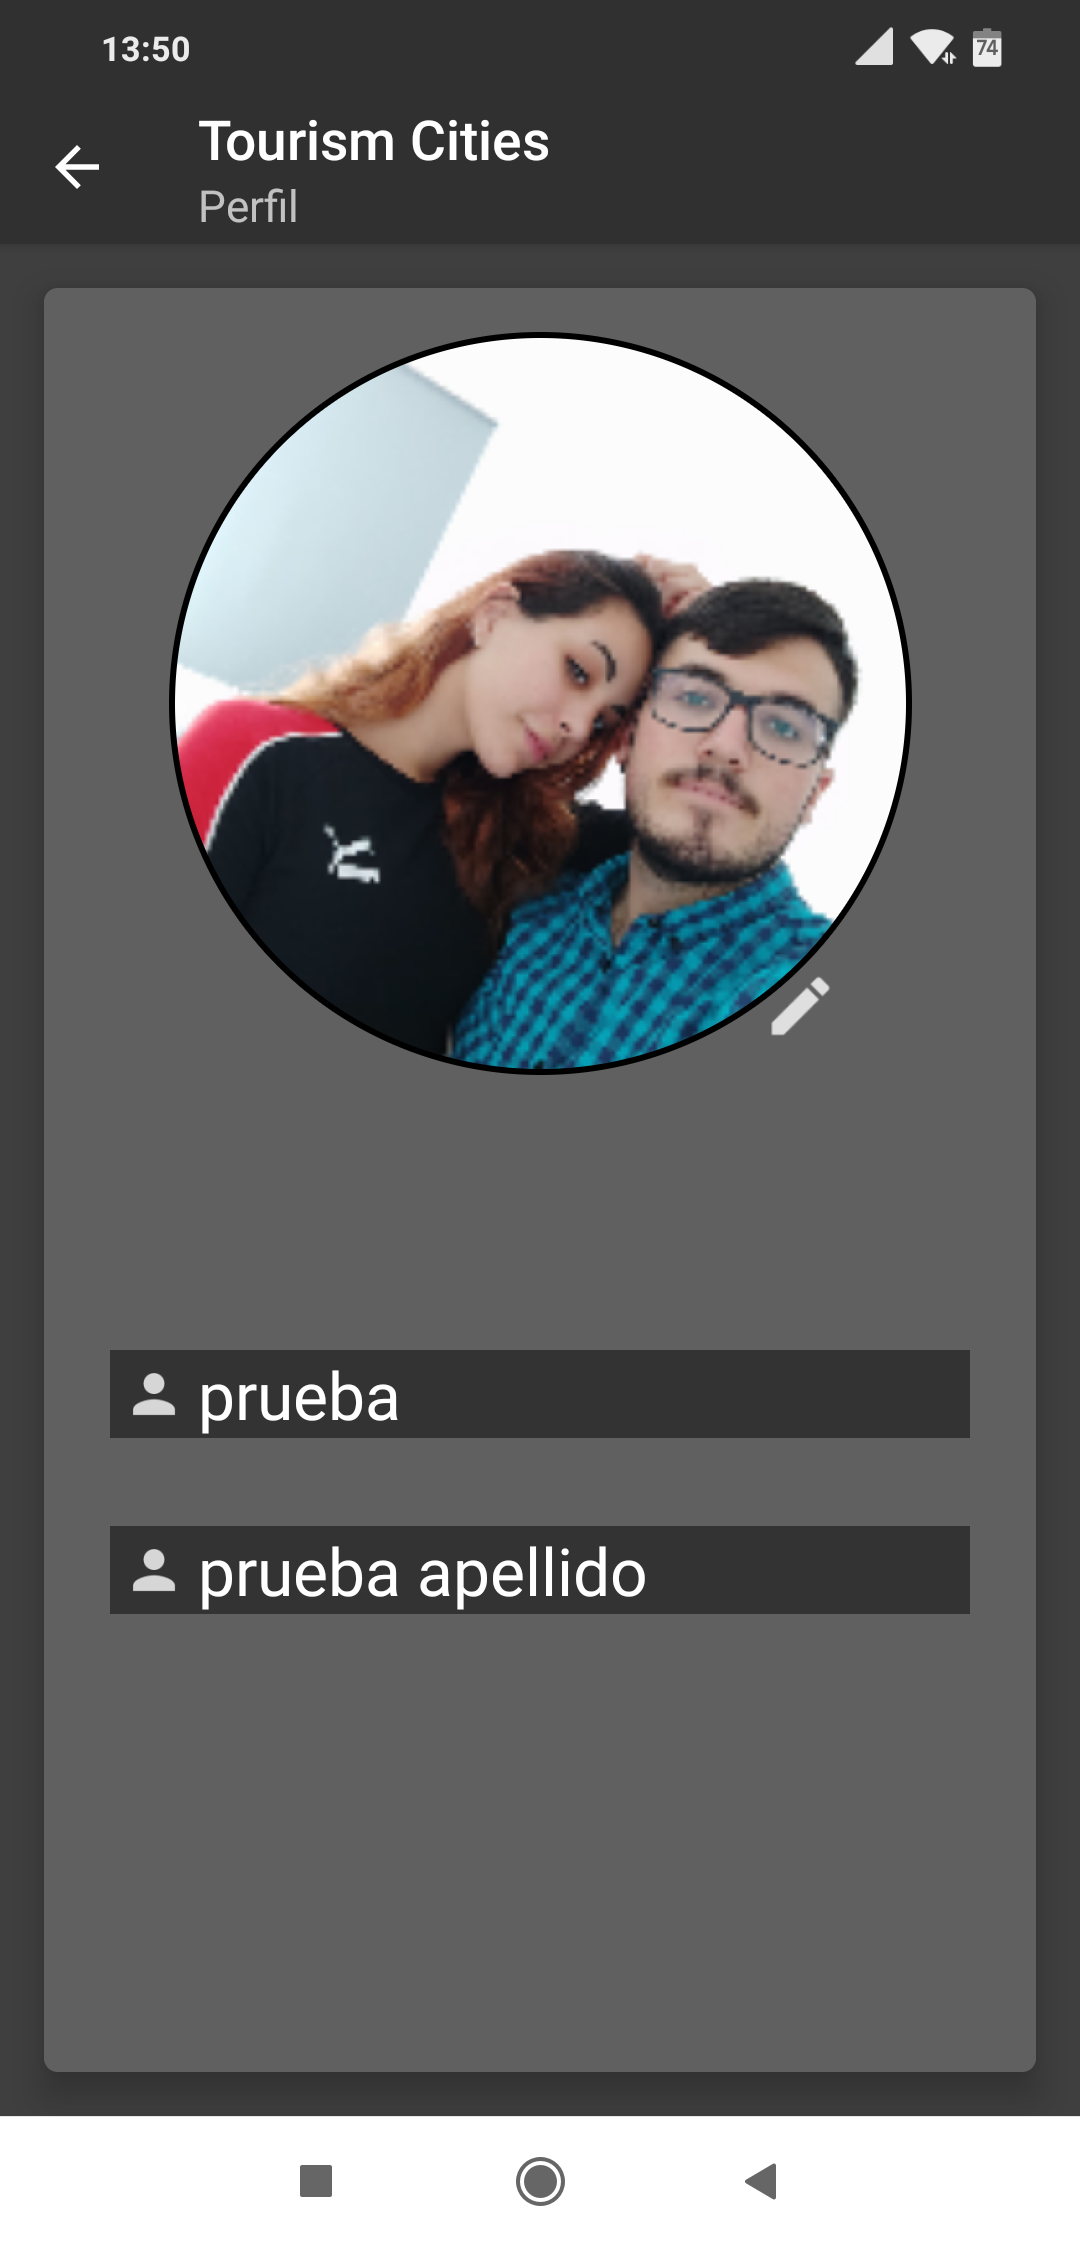 13:50
74
Tourism Cities
Perfil
prueba
prueba apellido